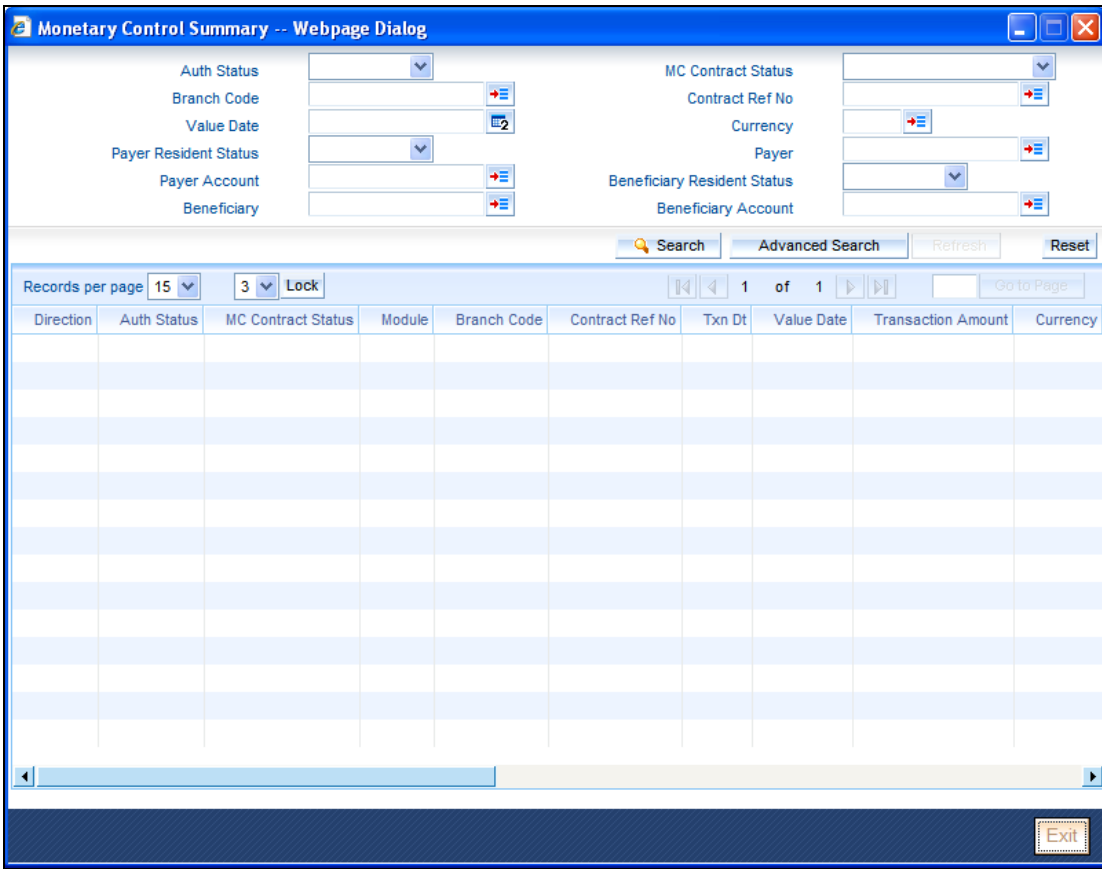 Monetary Control Summary -- Webpage Dialog
Auth Status MC Contract Status
Branch Code Contract Ref No
Value Date 2 Currency
Payer Resident Status Payer
Payer Account Beneficiary Resident Status
Beneficiary Beneficiary Account
Search Advanced Search Refresh Reset
Records per page 15 3 Lock 1 of 1 Go to Page
Direction Auth Status MC Contract Status Module Branch Code Contract Ref No Txn Dt Value Date Transaction Amount Currency
Exit